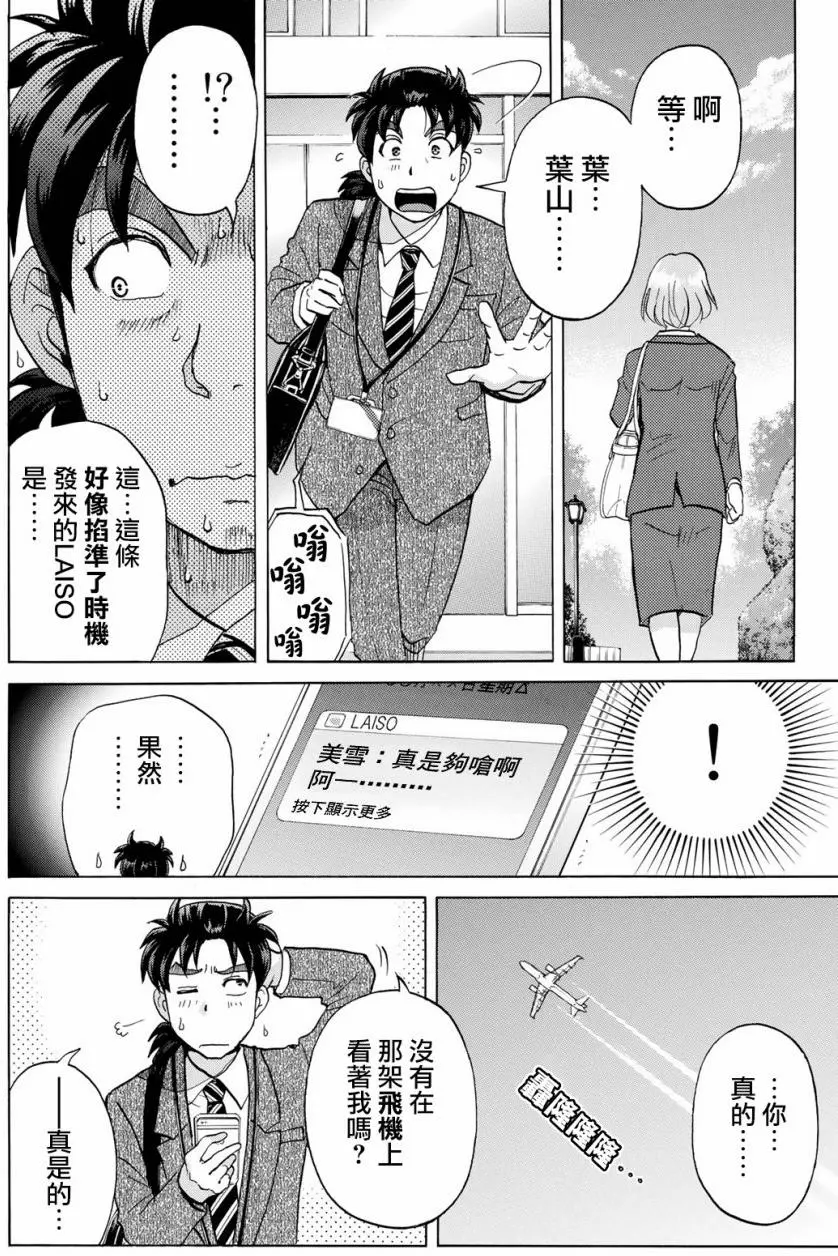 啊
等…
葉…
葉山……
嗡
嗡
嗡
嗡
!?
……
……
這…這條
好像掐準了時機
發來的LAISO
是……
！
LAISO
美雪：真是夠嗆啊
阿一………
按下顯示更多
……
果然
……
…你…
真的……
轟隆隆隆…
沒有在
那架飛機上
看著我嗎？
──真是的…